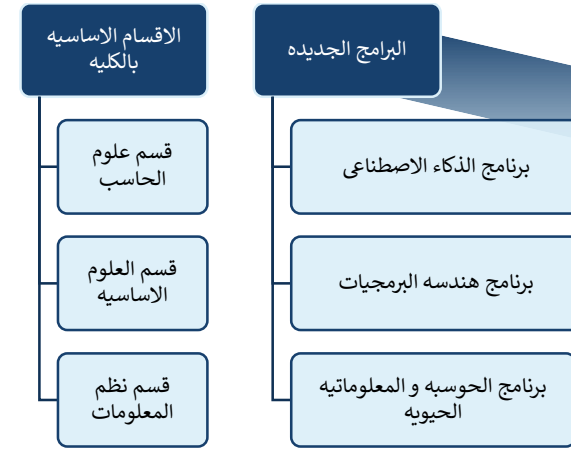 البرامج الجديده
برنامج الذكاء الاصطناعى
برنامج هندسه البرمجيات
برنامج الحوسبه و المعلوماتيه
الحيويه
الاقسام الاساسيه
بالكليه
قسم علوم
الحاسب
قسم العلوم
الاساسيه
قسم نظم
المعلومات